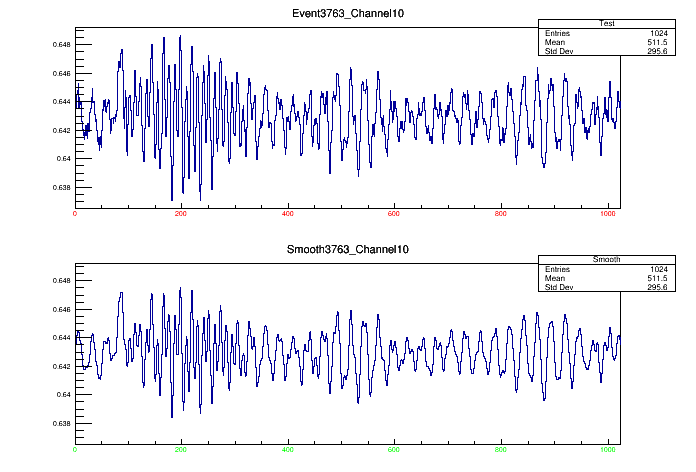 Event3763_Channel10
Test
Entries 1024
Mean 511.5
Std Dev 295.6
0.648
0.646
0.644
0.642
0.64
0.638
0 200 400 600 800 1000
Smooth3763_Channel10
Smooth
Entries 1024
Mean 511.5
Std Dev 295.6
0.648
0.646
0.644
0.642
0.64
0.638
0 200 400 600 800 1000